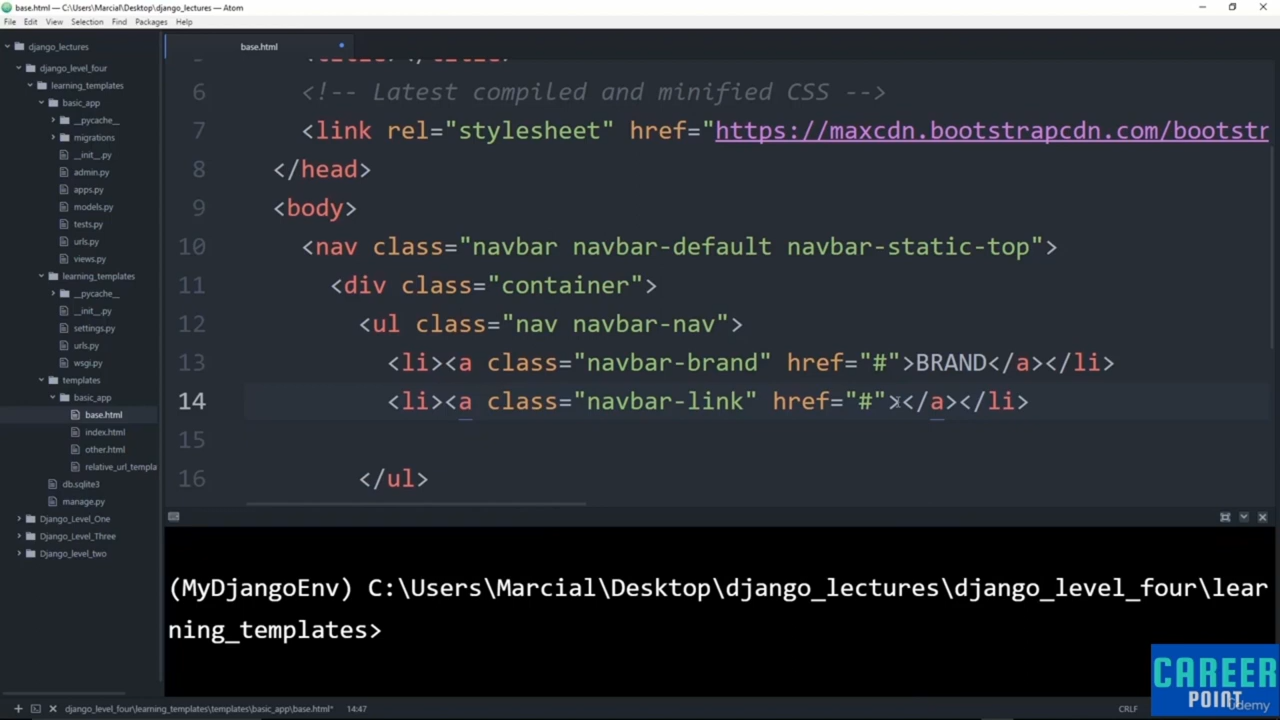 base.html — C:\Users\Marcial\Desktop\django_lectures — Atom
File Edit View Selection Find Packages Help
django_lectures
django_level_four
learning_templates
basic_app
__pycache__
migrations
__init__.py
admin.py
apps.py
models.py
tests.py
urls.py
views.py
learning_templates
__pycache__
__init__.py
settings.py
urls.py
wsgi.py
templates
basic_app
base.html
index.html
other.html
relative_url_templa
db.sqlite3
manage.py
Django_Level_One
Django_Level_Three
Django_level_two
base.html
6 <!-- Latest compiled and minified CSS -->
7 <link rel="stylesheet" href="https://maxcdn.bootstrapcdn.com/bootstr
8 </head>
9 <body>
10 <nav class="navbar navbar-default navbar-static-top">
11 <div class="container">
12 <ul class="nav navbar-nav">
13 <li><a class="navbar-brand" href="#">BRAND</a></li>
14 <li><a class="navbar-link" href="#"></a></li>
15
16 </ul>
(MyDjangoEnv) C:\Users\Marcial\Desktop\django_lectures\django_level_four\lear
ning_templates>
django_level_four\learning_templates\templates\basic_app\base.html* 14:47
CRLF
CAREER
POINT
Udemy